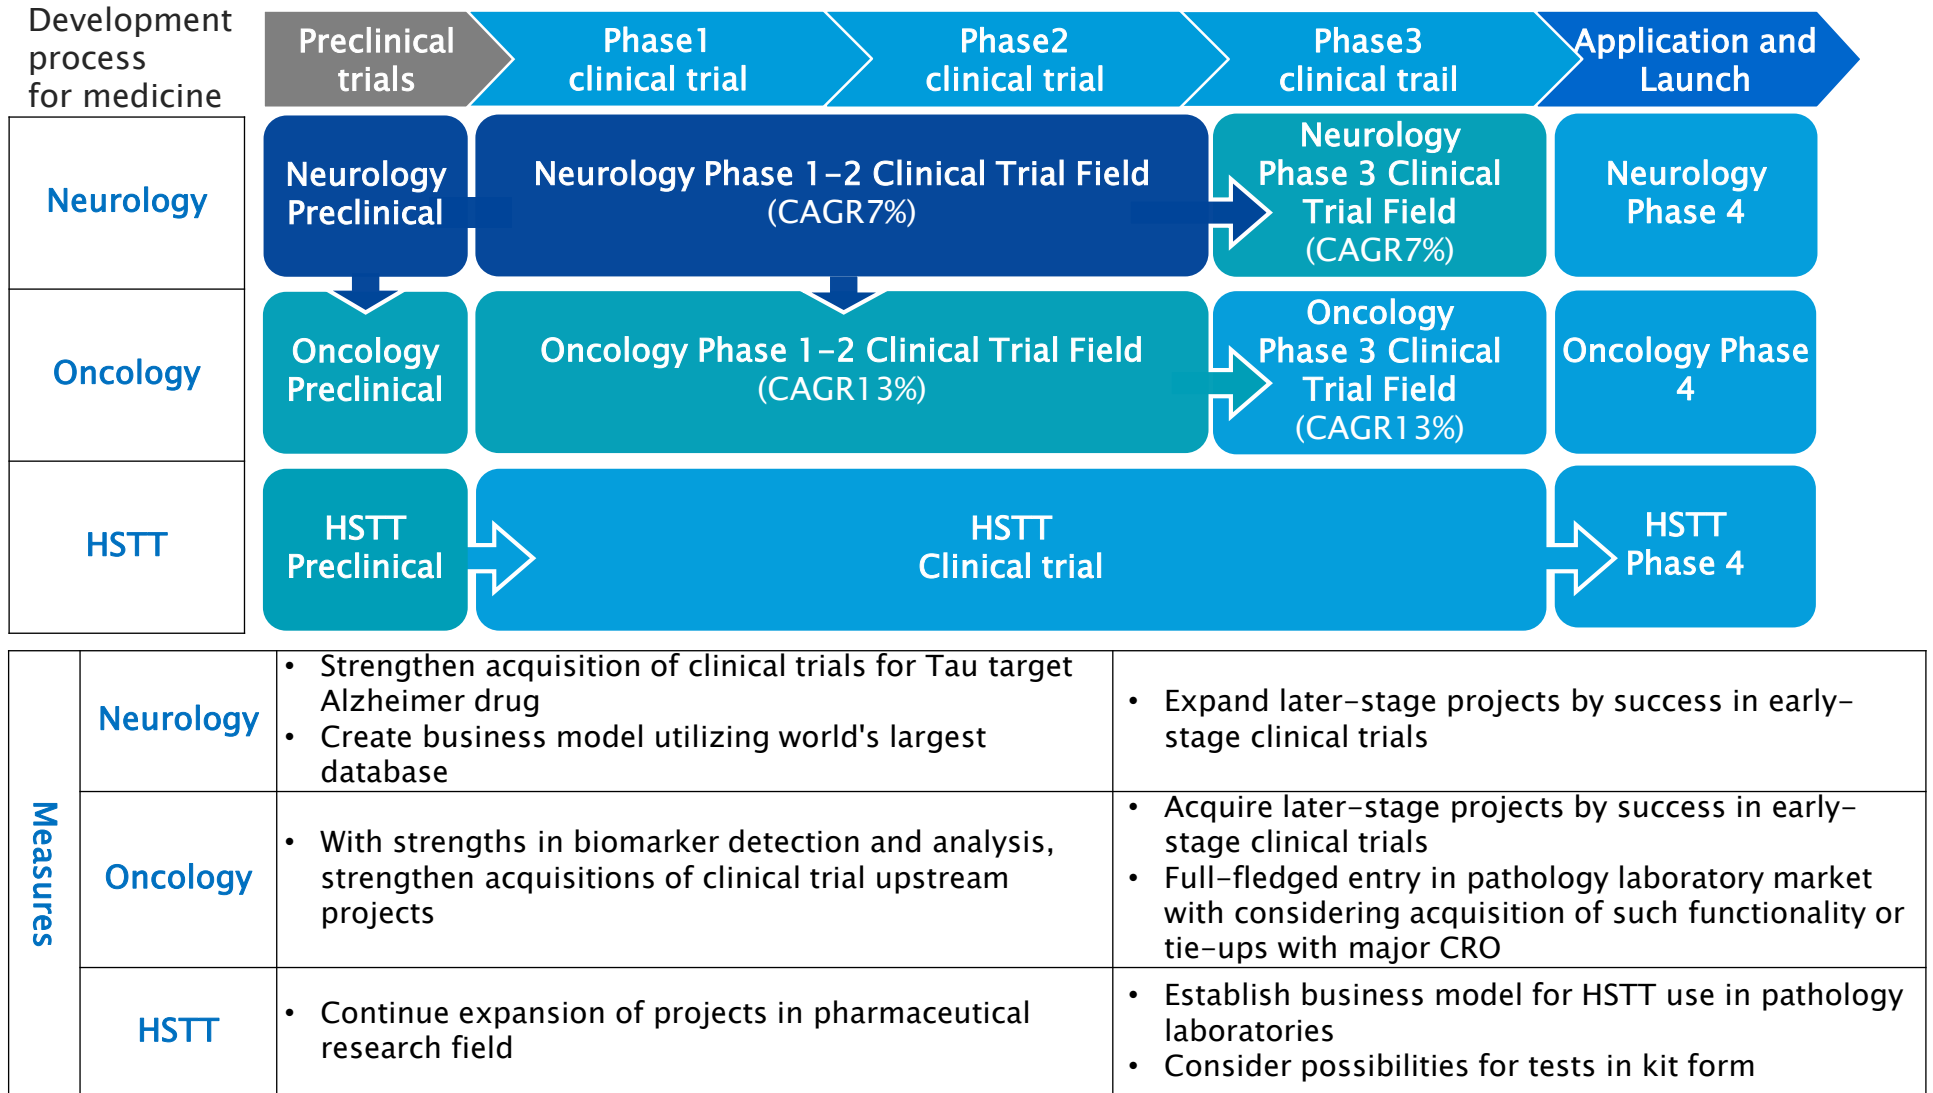 Development
process
for medicine
Preclinical
trials
Phase1
clinical trial
Phase2
clinical trial
Phase3
clinical trail
Application and
Launch
Neurology
Neurology
Preclinical
Neurology Phase 1-2 Clinical Trial Field
(CAGR7%)
Neurology
Phase 3 Clinical
Trial Field
(CAGR7%)
Neurology
Phase 4
Oncology
Oncology
Preclinical
Oncology Phase 1-2 Clinical Trial Field
(CAGR13%)
Oncology
Phase 3 Clinical
Trial Field
(CAGR13%)
Oncology Phase
4
HSTT
HSTT
Preclinical
HSTT
Clinical trial
HSTT
Phase 4
Measures
Neurology
• Strengthen acquisition of clinical trials for Tau target
Alzheimer drug
• Create business model utilizing world's largest
database
• Expand later-stage projects by success in early-
stage clinical trials
Oncology
• With strengths in biomarker detection and analysis,
strengthen acquisitions of clinical trial upstream
projects
• Acquire later-stage projects by success in early-
stage clinical trials
• Full-fledged entry in pathology laboratory market
with considering acquisition of such functionality or
tie-ups with major CRO
HSTT
• Continue expansion of projects in pharmaceutical
research field
• Establish business model for HSTT use in pathology
laboratories
• Consider possibilities for tests in kit form